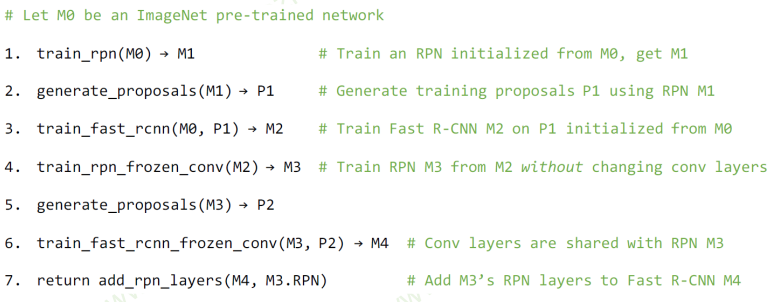 # Let M0 be an ImageNet pre-trained network
1. train_rpn(M0) → M1 # Train an RPN initialized from M0, get M1
2. generate_proposals(M1) → P1 # Generate training proposals P1 using RPN M1
3. train_fast_rcnn(M0, P1) → M2 # Train Fast R-CNN M2 on P1 initialized from M0
4. train_rpn_frozen_conv(M2) → M3 # Train RPN M3 from M2 without changing conv layers
5. generate_proposals(M3) → P2
6. train_fast_rcnn_frozen_conv(M3, P2) → M4 # Conv layers are shared with RPN M3
7. return add_rpn_layers(M4, M3.RPN) # Add M3’s RPN layers to Fast R-CNN M4